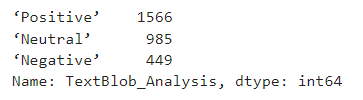 ‘Positive’ 1566
‘Neutral’ 985
‘Negative’ 449
Name: TextBlob_Analysis, dtype: int64